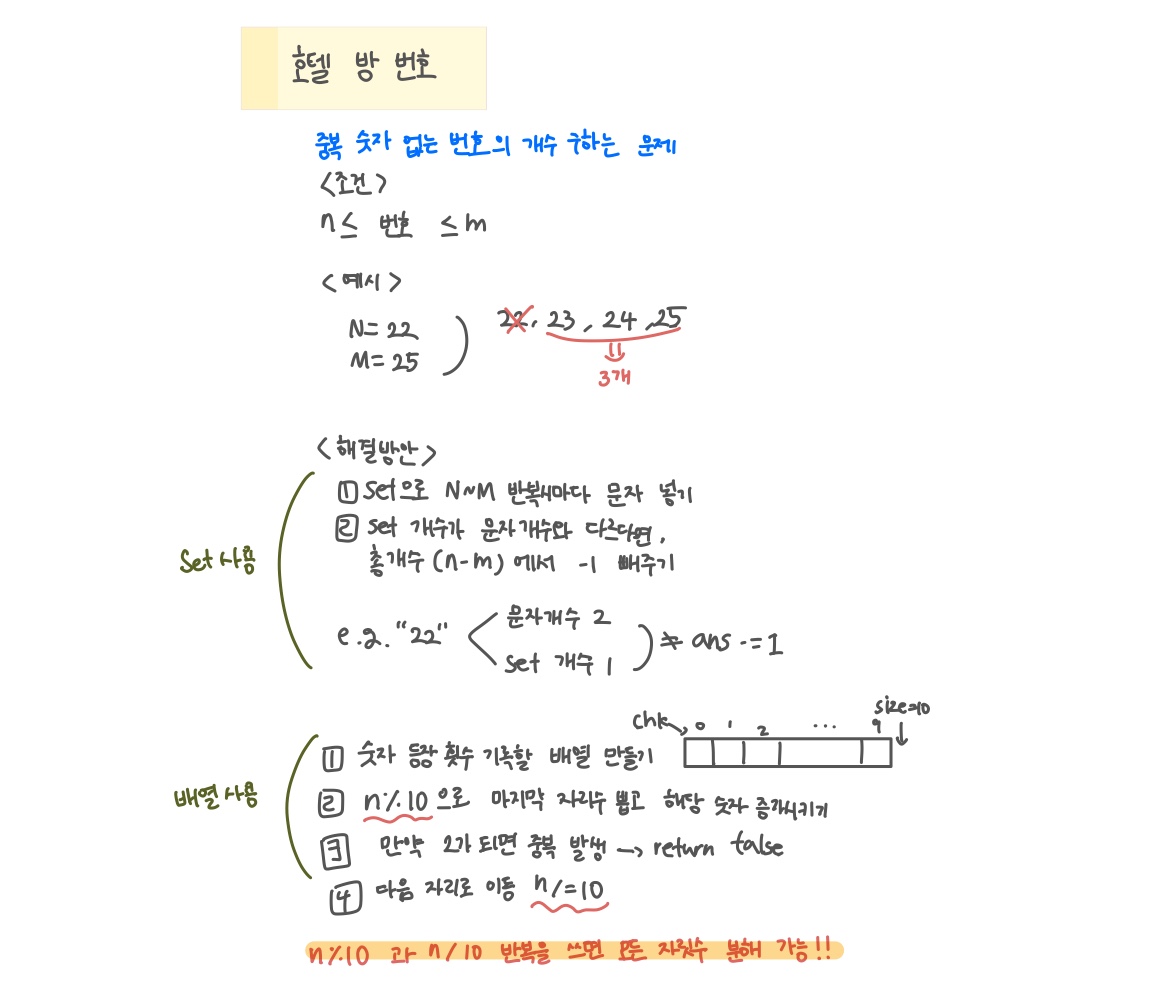 호텔 방 번호
중복 숫자 없는 번호의 개수 구하는 문제
<조건>
n ≤ 번호 ≤ m
<예시>
N = 22
M = 25
22, 23, 24, 25
3개
<해결방안>
Set 사용
1 Set으로 N~M 반복시마다 문자 넣기
2 set 개수가 문자개수와 다르다면,
총개수 (n-m) 에서 -1 빼주기
e.g. "22"
문자개수 2
set 개수 1
≠ ans -= 1
배열 사용
chk 0 1 2 ... 9 size=10
1 숫자 등장 횟수 기록할 배열 만들기
2 n%10 으로 마지막 자리수 뽑고 해당 숫자 증가시키기
3 만약 2가 되면 중복 발생 → return false
4 다음 자리로 이동 n/=10
n%10 과 n/10 반복을 쓰면 모든 자릿수 분해 가능!!